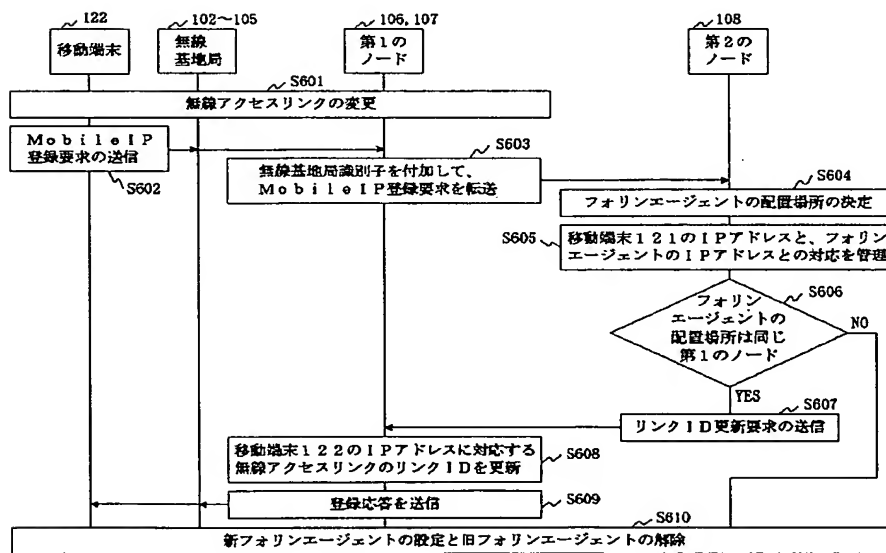 122
102～105
106, 107
108
移動端末
無線
基地局
第1のノード
第2のノード
S601
無線アクセスリンクの変更
MobileIP
登録要求の送信
S602
S603
無線基地局識別子を付加して、
MobileIP登録要求を転送
S604
フォリンエージェントの配置場所の決定
S605
移動端末121のIPアドレスと、フォリン
エージェントのIPアドレスとの対応を管理
S606
フォリン
エージェントの
配置場所は同じ
第1のノード
NO
YES
S607
リンクID更新要求の送信
移動端末122のIPアドレスに対応する
無線アクセスリンクのリンクIDを更新
S608
登録応答を送信
S609
S610
新フォリンエージェントの設定と旧フォリンエージェントの解除